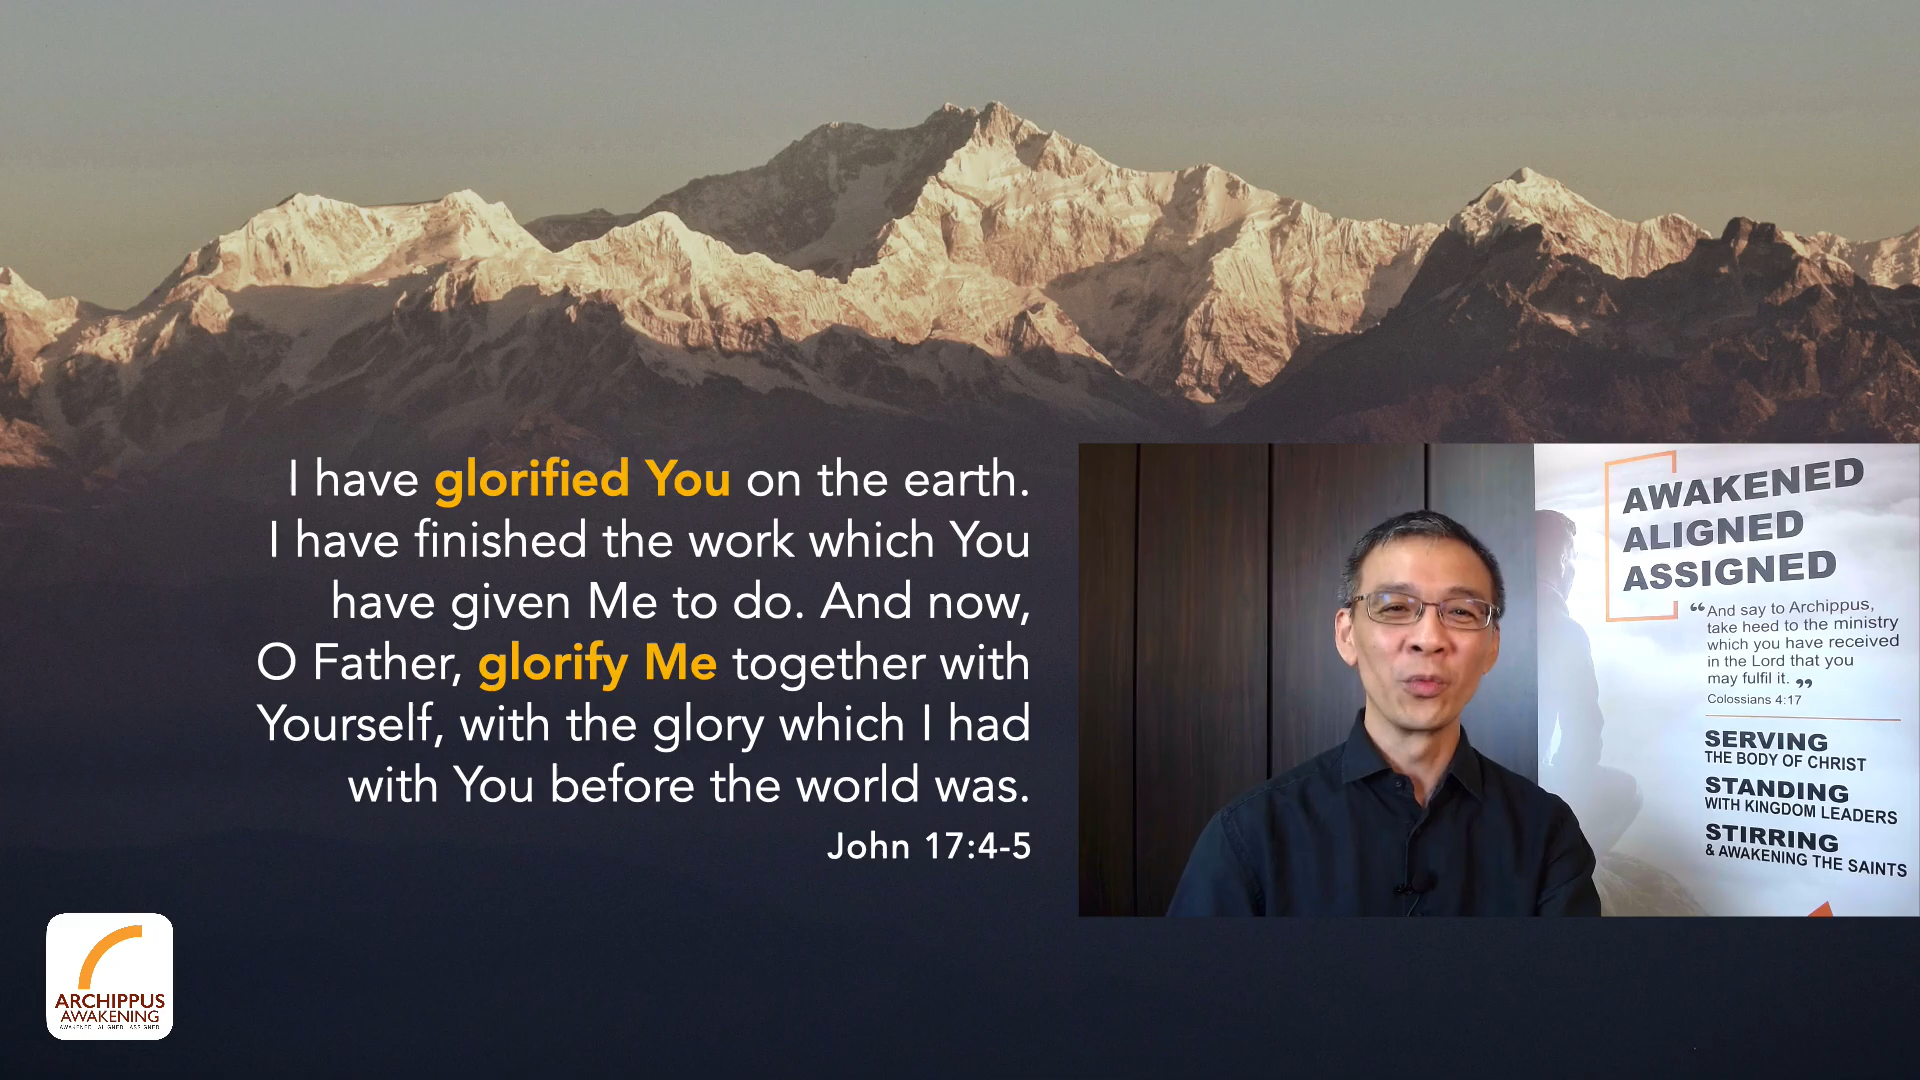 I have glorified You on the earth.
I have finished the work which You
have given Me to do. And now,
O Father, glorify Me together with
Yourself, with the glory which I had
with You before the world was.
John 17:4-5
AWAKENED
ALIGNED
ASSIGNED
“And say to Archippus,
take heed to the ministry
which you have received
in the Lord that you
may fulfil it.”
Colossians 4:17
SERVING
THE BODY OF CHRIST
STANDING
WITH KINGDOM LEADERS
STIRRING
& AWAKENING THE SAINTS
ARCHIPPUS
AWAKENING
AWAKENED ALIGNED ASSIGNED